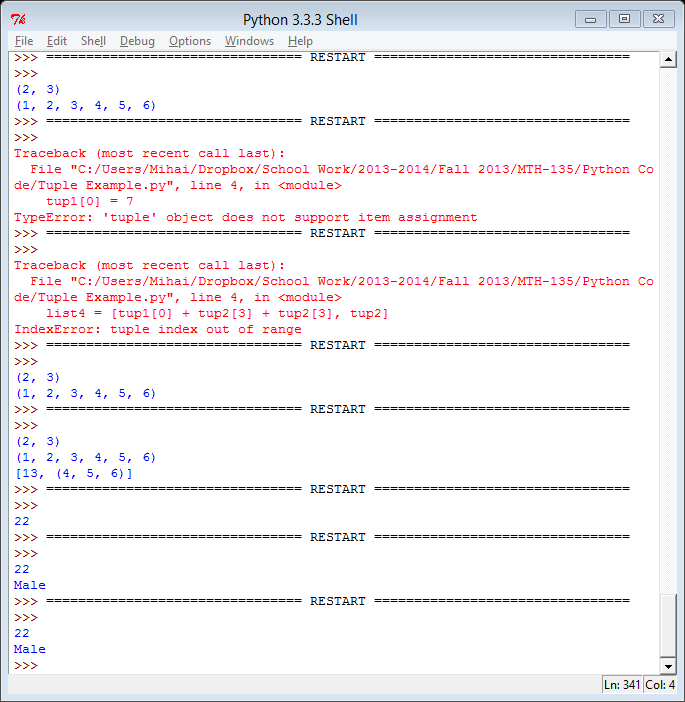 Python 3.3.3 Shell
File Edit Shell Debug Options Windows Help
>>> ================================ RESTART ================================
>>>
(2, 3)
(1, 2, 3, 4, 5, 6)
>>> ================================ RESTART ================================
>>>
Traceback (most recent call last):
  File "C:/Users/Mihai/Dropbox/School Work/2013-2014/Fall 2013/MTH-135/Python Co
de/Tuple Example.py", line 4, in <module>
    tup1[0] = 7
TypeError: 'tuple' object does not support item assignment
>>> ================================ RESTART ================================
>>>
Traceback (most recent call last):
  File "C:/Users/Mihai/Dropbox/School Work/2013-2014/Fall 2013/MTH-135/Python Co
de/Tuple Example.py", line 4, in <module>
    list4 = [tup1[0] + tup2[3] + tup2[3], tup2]
IndexError: tuple index out of range
>>> ================================ RESTART ================================
>>>
(2, 3)
(1, 2, 3, 4, 5, 6)
>>> ================================ RESTART ================================
>>>
(2, 3)
(1, 2, 3, 4, 5, 6)
[13, (4, 5, 6)]
>>> ================================ RESTART ================================
>>>
22
>>> ================================ RESTART ================================
>>>
22
Male
>>> ================================ RESTART ================================
>>>
22
Male
>>>
Ln: 341 Col: 4